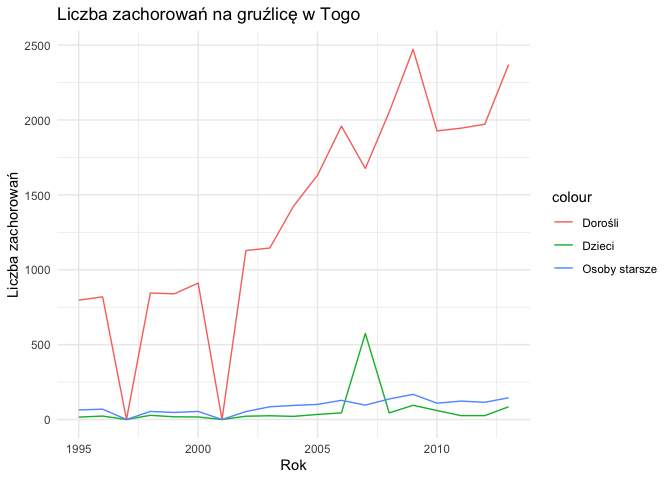 Liczba zachorowań na gruźlicę w Togo
Liczba zachorowań
2500
2000
1500
1000
500
0
1995
2000
2005
2010
Rok
colour
Dorośli
Dzieci
Osoby starsze